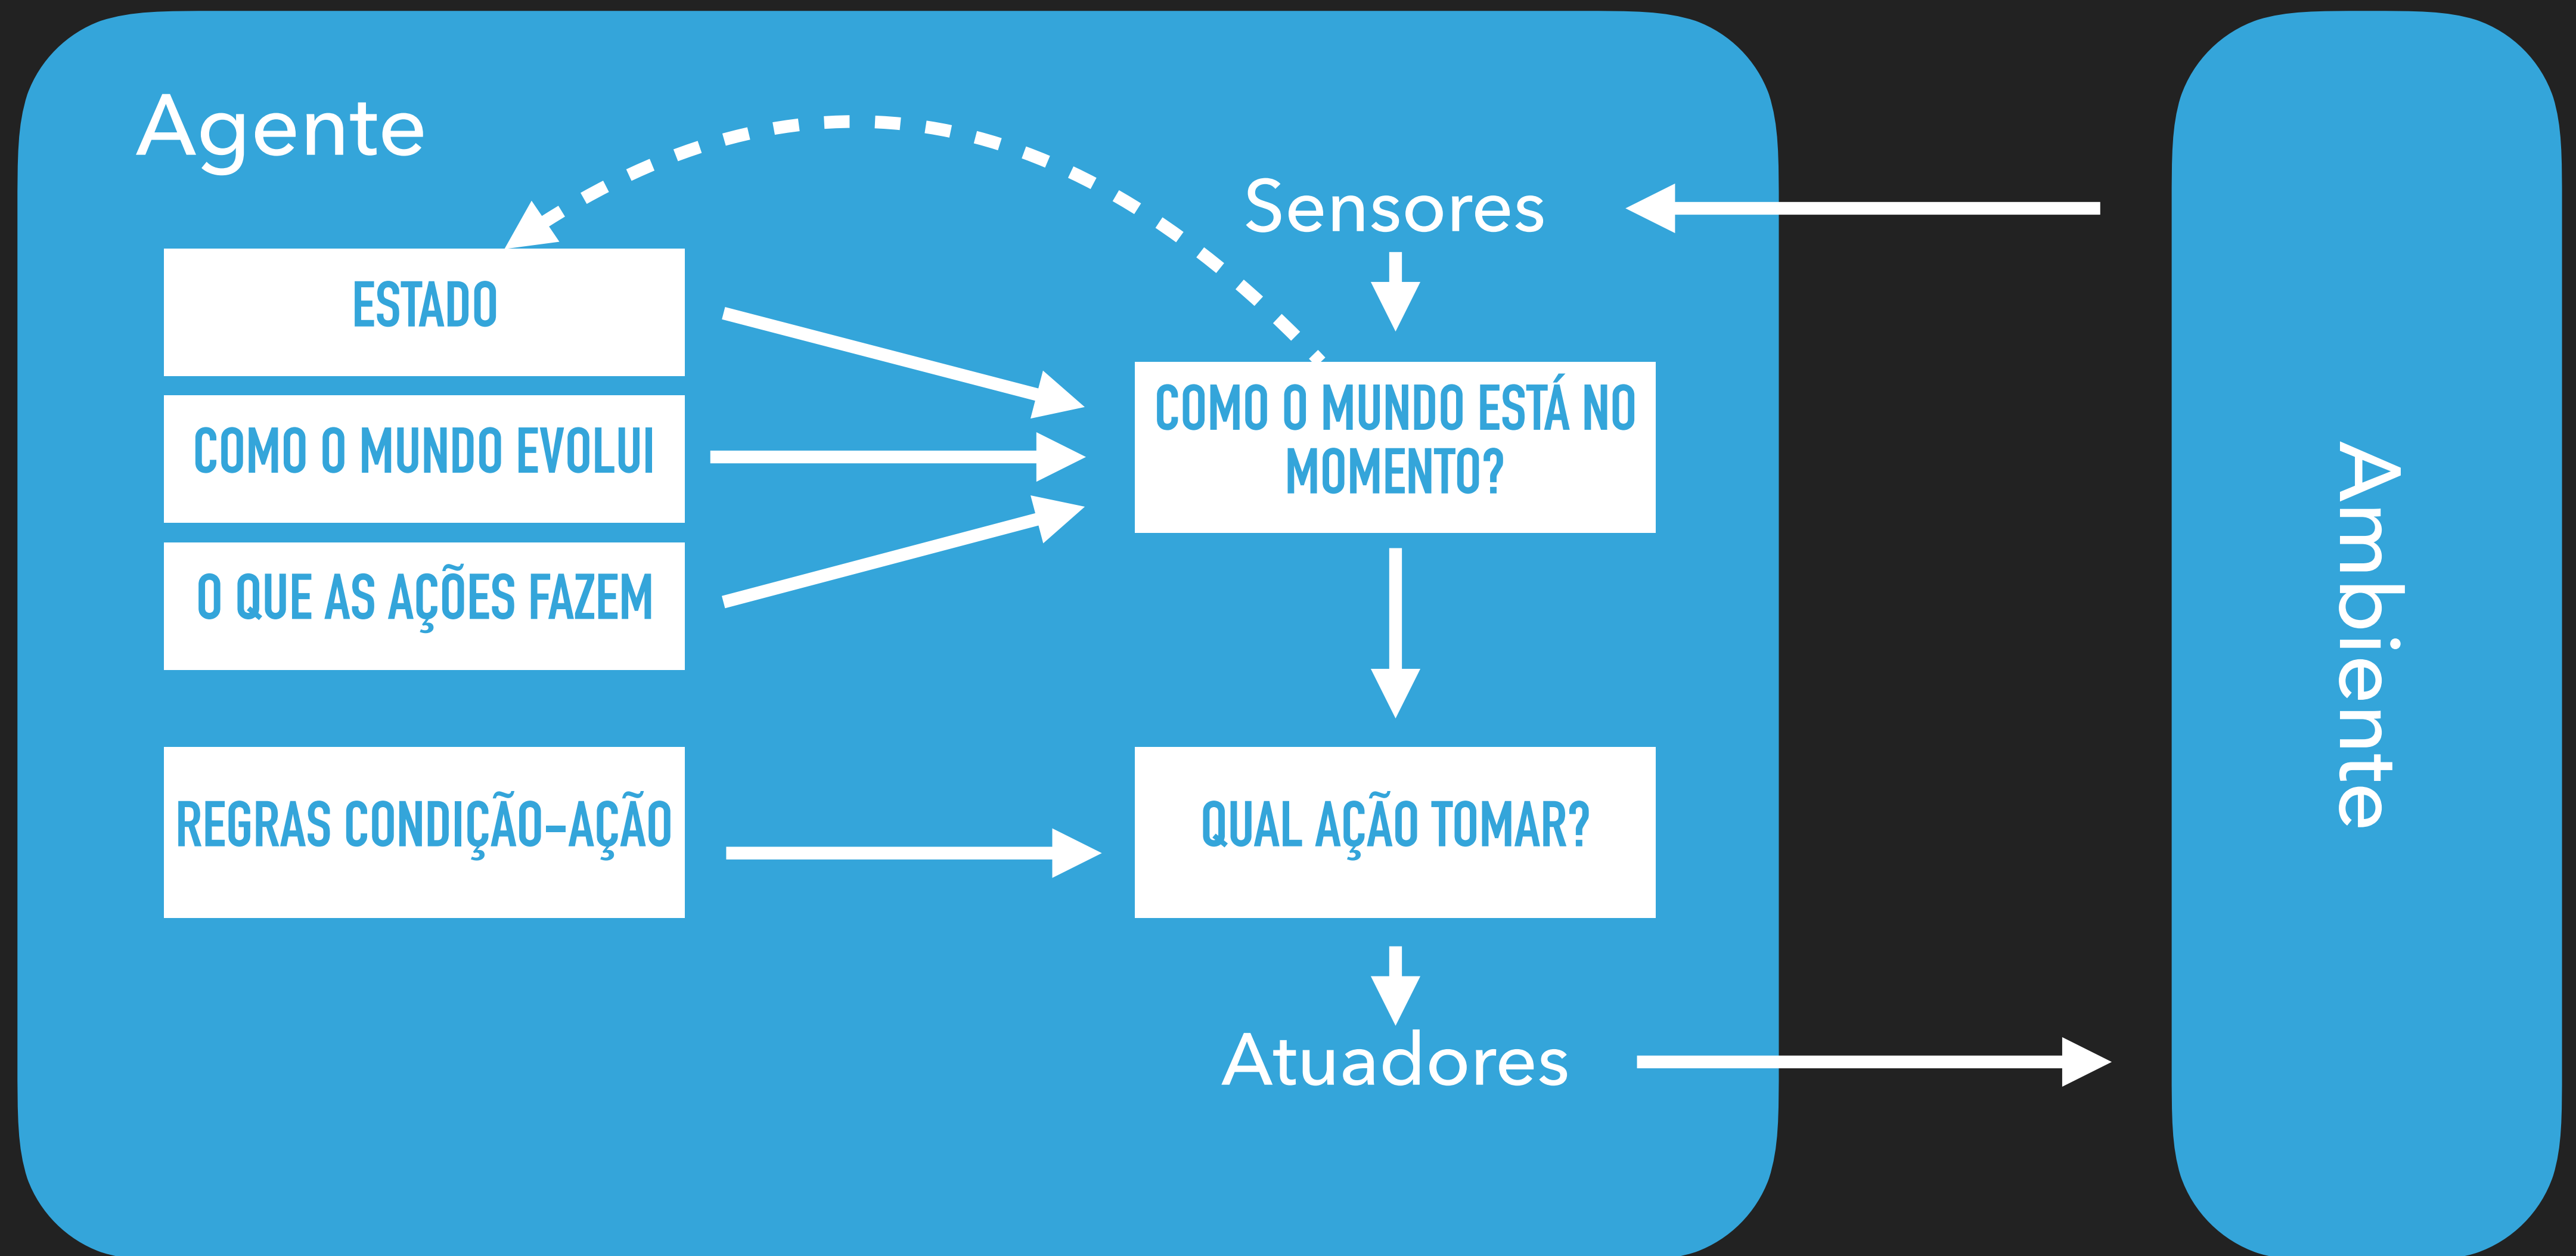 Agente
Sensores
ESTADO
COMO O MUNDO EVOLUI
O QUE AS AÇÕES FAZEM
COMO O MUNDO ESTÁ NO
MOMENTO?
REGRAS CONDIÇÃO-AÇÃO
QUAL AÇÃO TOMAR?
Atuadores
Ambiente